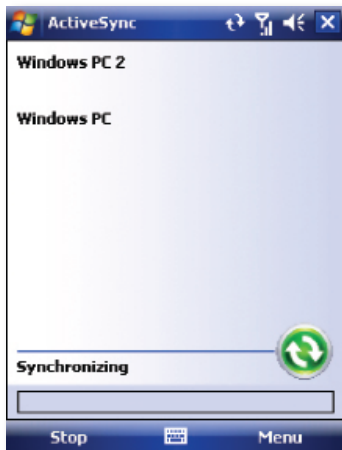 ActiveSync
Windows PC 2
Windows PC
Synchronizing
Stop Menu